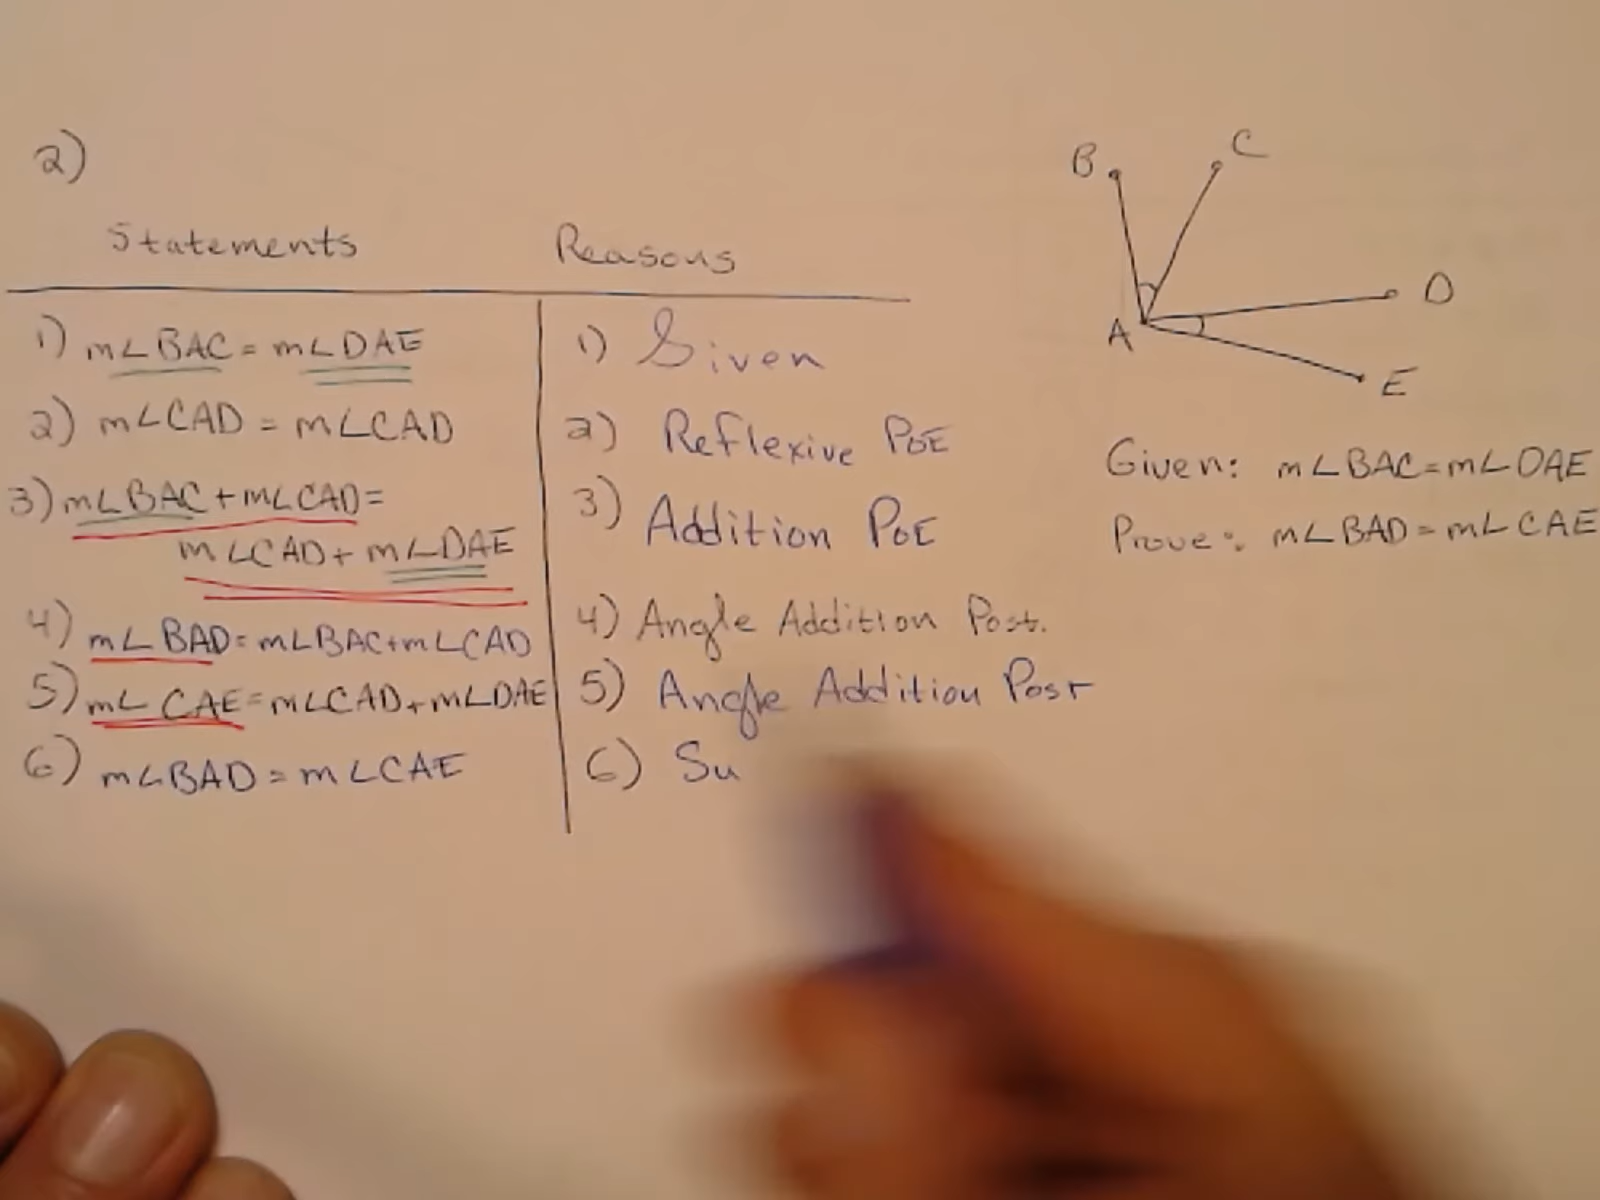 2)
Statements Reasons
1) m∠BAC = m∠DAE 1) Given
2) m∠CAD = m∠CAD 2) Reflexive PoE
3) m∠BAC + m∠CAD = 3) Addition PoE
m∠CAD + m∠DAE
4) m∠BAD = m∠BAC + m∠CAD 4) Angle Addition Post.
5) m∠CAE = m∠CAD + m∠DAE 5) Angle Addition Post
6) m∠BAD = m∠CAE 6) Su
B C
D
A
E
Given: m∠BAC = m∠DAE
Prove: m∠BAD = m∠CAE